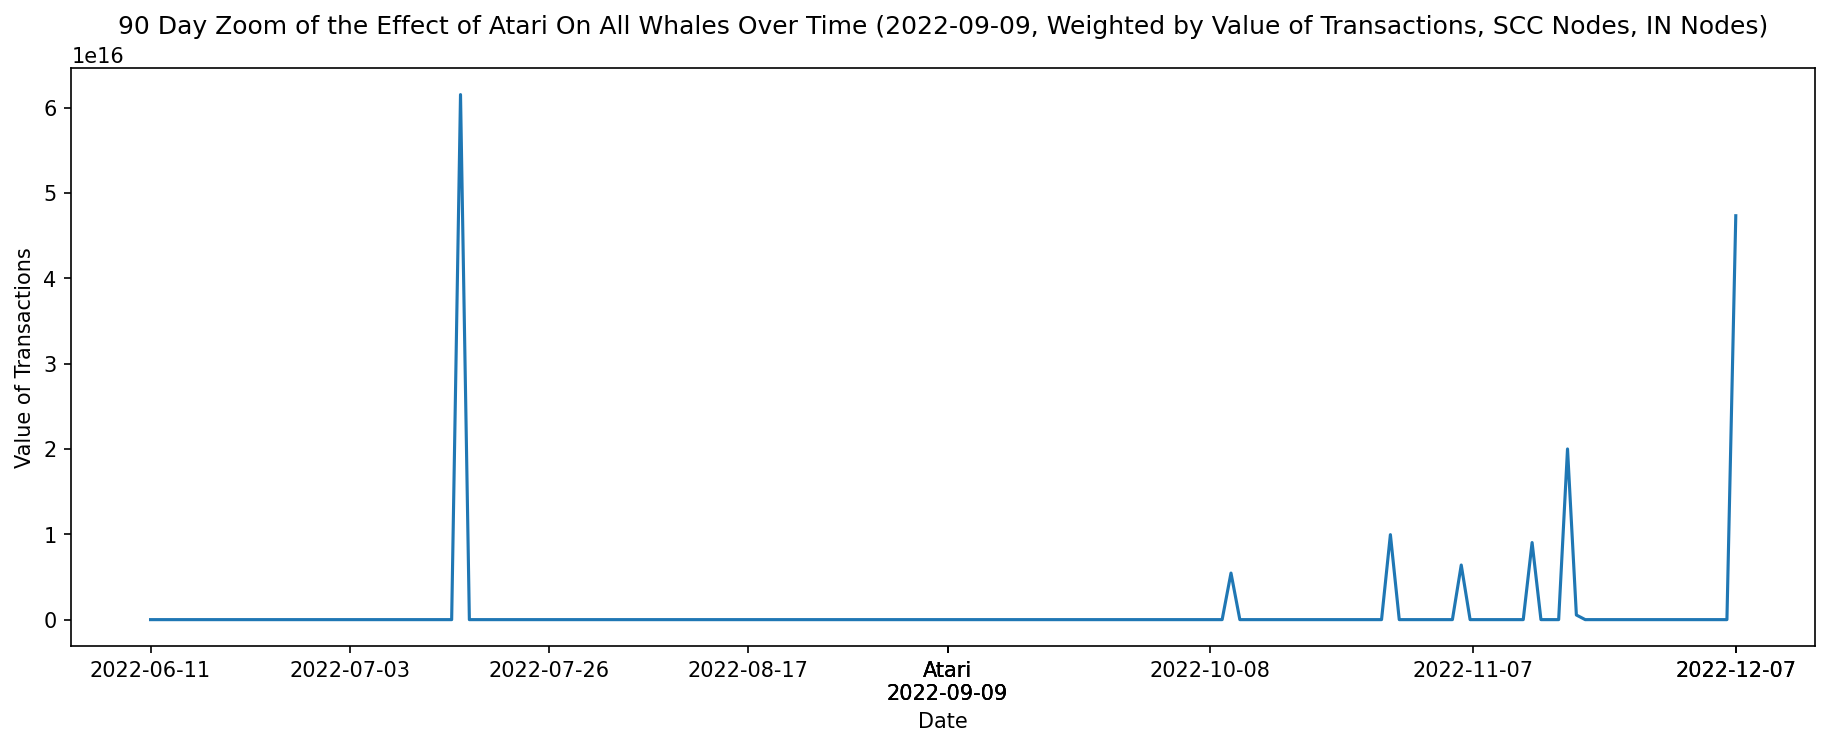 90 Day Zoom of the Effect of Atari On All Whales Over Time (2022-09-09, Weighted by Value of Transactions, SCC Nodes, IN Nodes)
1e16
6
5
4
3
2
1
0
Value of Transactions
2022-06-11 2022-07-03 2022-07-26 2022-08-17 Atari 2022-10-08 2022-11-07 2022-12-07
2022-09-09
Date